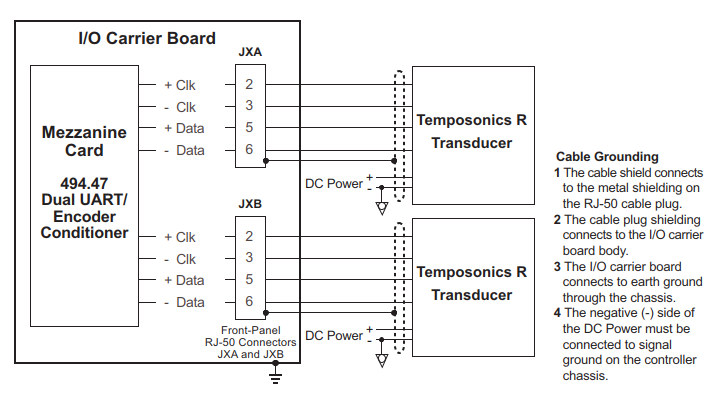 I/O Carrier Board
JXA
Mezzanine
Card
494.47
Dual UART/
Encoder
Conditioner
+ Clk
2
- Clk
3
+ Data
5
- Data
6
Temposonics R
Transducer
DC Power
+
-
JXB
+ Clk
2
- Clk
3
+ Data
5
- Data
6
Temposonics R
Transducer
DC Power
+
-
Front-Panel
RJ-50 Connectors
JXA and JXB
Cable Grounding
1 The cable shield connects
to the metal shielding on
the RJ-50 cable plug.
2 The cable plug shielding
connects to the I/O carrier
board body.
3 The I/O carrier board
connects to earth ground
through the chassis.
4 The negative (-) side of
the DC Power must be
connected to signal
ground on the controller
chassis.